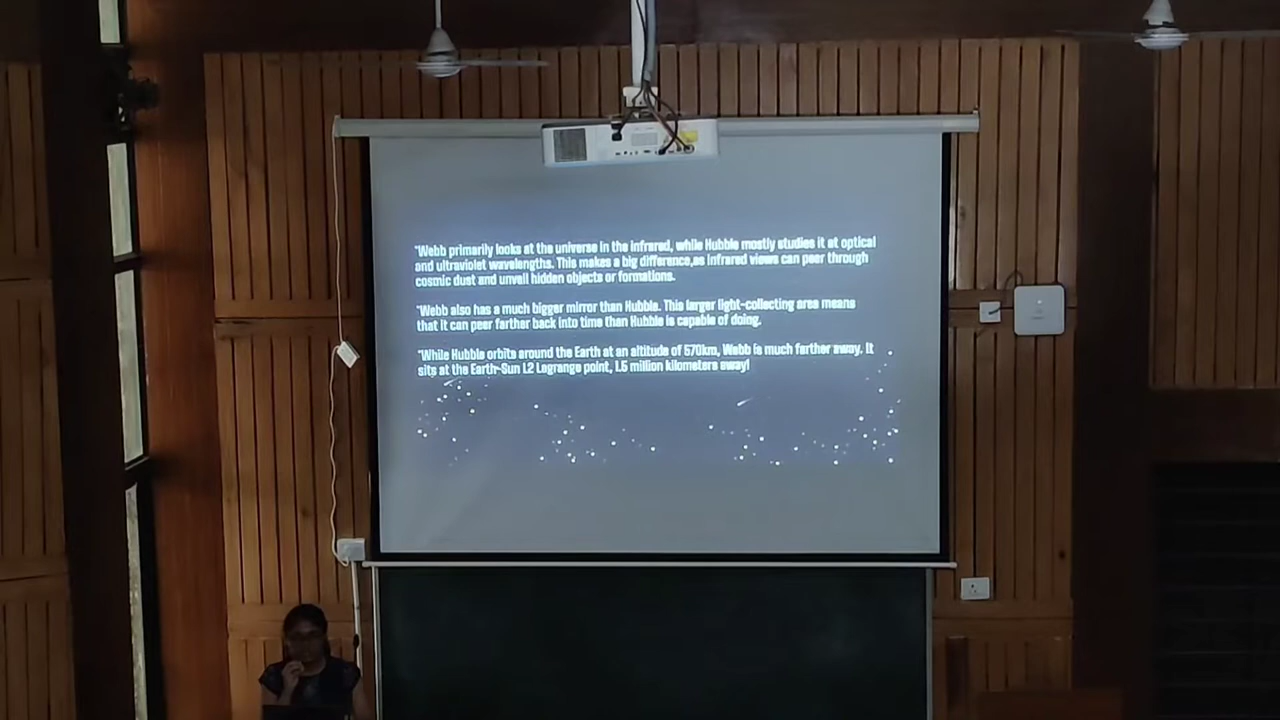 "Webb primarily looks at the universe in the infrared, while Hubble mostly studies it at optical
and ultraviolet wavelengths. This makes a big difference,as infrared views can peer through
cosmic dust and unveil hidden objects or formations.
"Webb also has a much bigger mirror than Hubble. This larger light-collecting area means
that it can peer farther back into time than Hubble is capable of doing.
"While Hubble orbits around the Earth at an altitude of 570km, Webb is much farther away. It
sits at the Earth-Sun L2 Lagrange point, 1.5 million kilometers away!